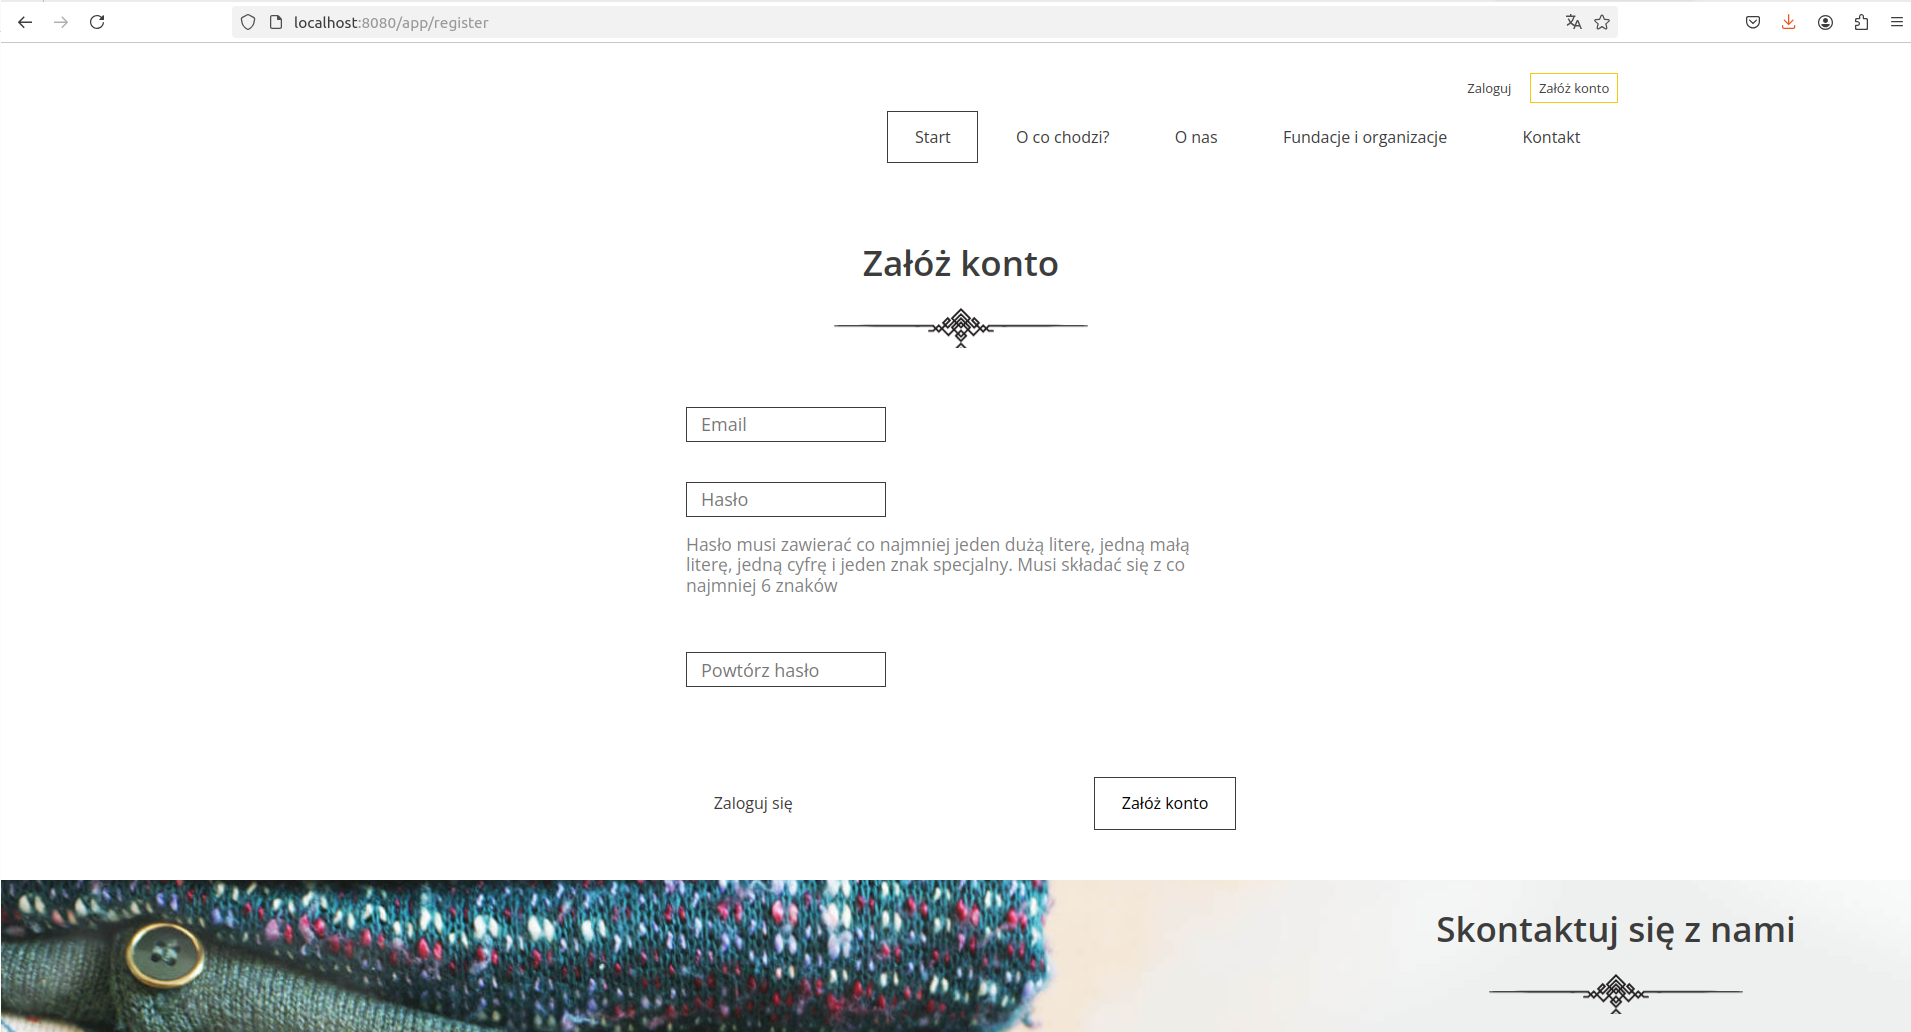 localhost:8080/app/register
Zaloguj Załóż konto
Start O co chodzi? O nas Fundacje i organizacje Kontakt
Załóż konto
Email
Hasło
Hasło musi zawierać co najmniej jeden dużą literę, jedną małą
literę, jedną cyfrę i jeden znak specjalny. Musi składać się z co
najmniej 6 znaków
Powtórz hasło
Zaloguj się Załóż konto
Skontaktuj się z nami